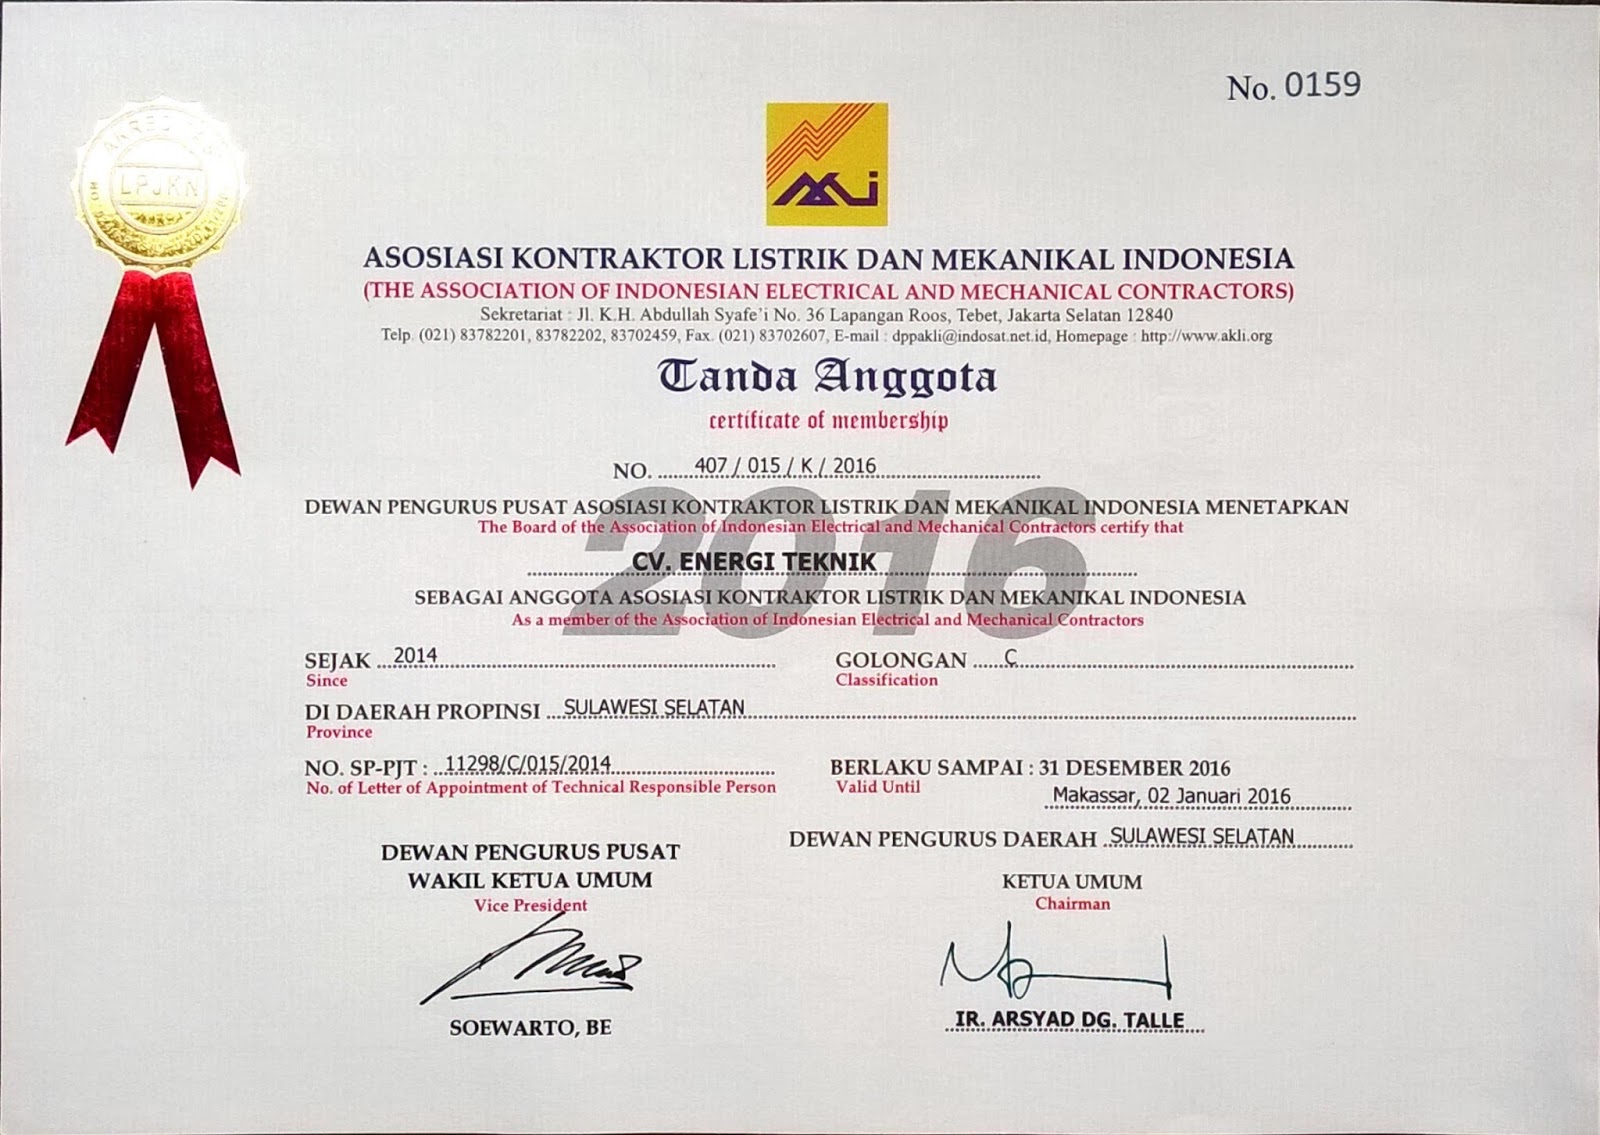 No. 0159
AKREDITASI
LPJKN
AKLI
ASOSIASI KONTRAKTOR LISTRIK DAN MEKANIKAL INDONESIA
(THE ASSOCIATION OF INDONESIAN ELECTRICAL AND MECHANICAL CONTRACTORS)
Sekretariat : Jl. K.H. Abdullah Syafe'i No. 36 Lapangan Roos, Tebet, Jakarta Selatan 12840
Telp. (021) 83782201, 83782202, 83702459, Fax. (021) 83702607, E-mail : dppakli@indosat.net.id, Homepage : http://www.akli.org
Tanda Anggota
certificate of membership
NO. 407 / 015 / K / 2016
2016
DEWAN PENGURUS PUSAT ASOSIASI KONTRAKTOR LISTRIK DAN MEKANIKAL INDONESIA MENETAPKAN
The Board of the Association of Indonesian Electrical and Mechanical Contractors certify that
CV. ENERGI TEKNIK
SEBAGAI ANGGOTA ASOSIASI KONTRAKTOR LISTRIK DAN MEKANIKAL INDONESIA
As a member of the Association of Indonesian Electrical and Mechanical Contractors
SEJAK 2014 GOLONGAN C
Since Classification
DI DAERAH PROPINSI SULAWESI SELATAN
Province
NO. SP-PJT : 11298/C/015/2014 BERLAKU SAMPAI : 31 DESEMBER 2016
No. of Letter of Appointment of Technical Responsible Person Valid Until
Makassar, 02 Januari 2016
DEWAN PENGURUS DAERAH SULAWESI SELATAN
DEWAN PENGURUS PUSAT
WAKIL KETUA UMUM
Vice President
KETUA UMUM
Chairman
SOEWARTO, BE
IR. ARSYAD DG. TALLE